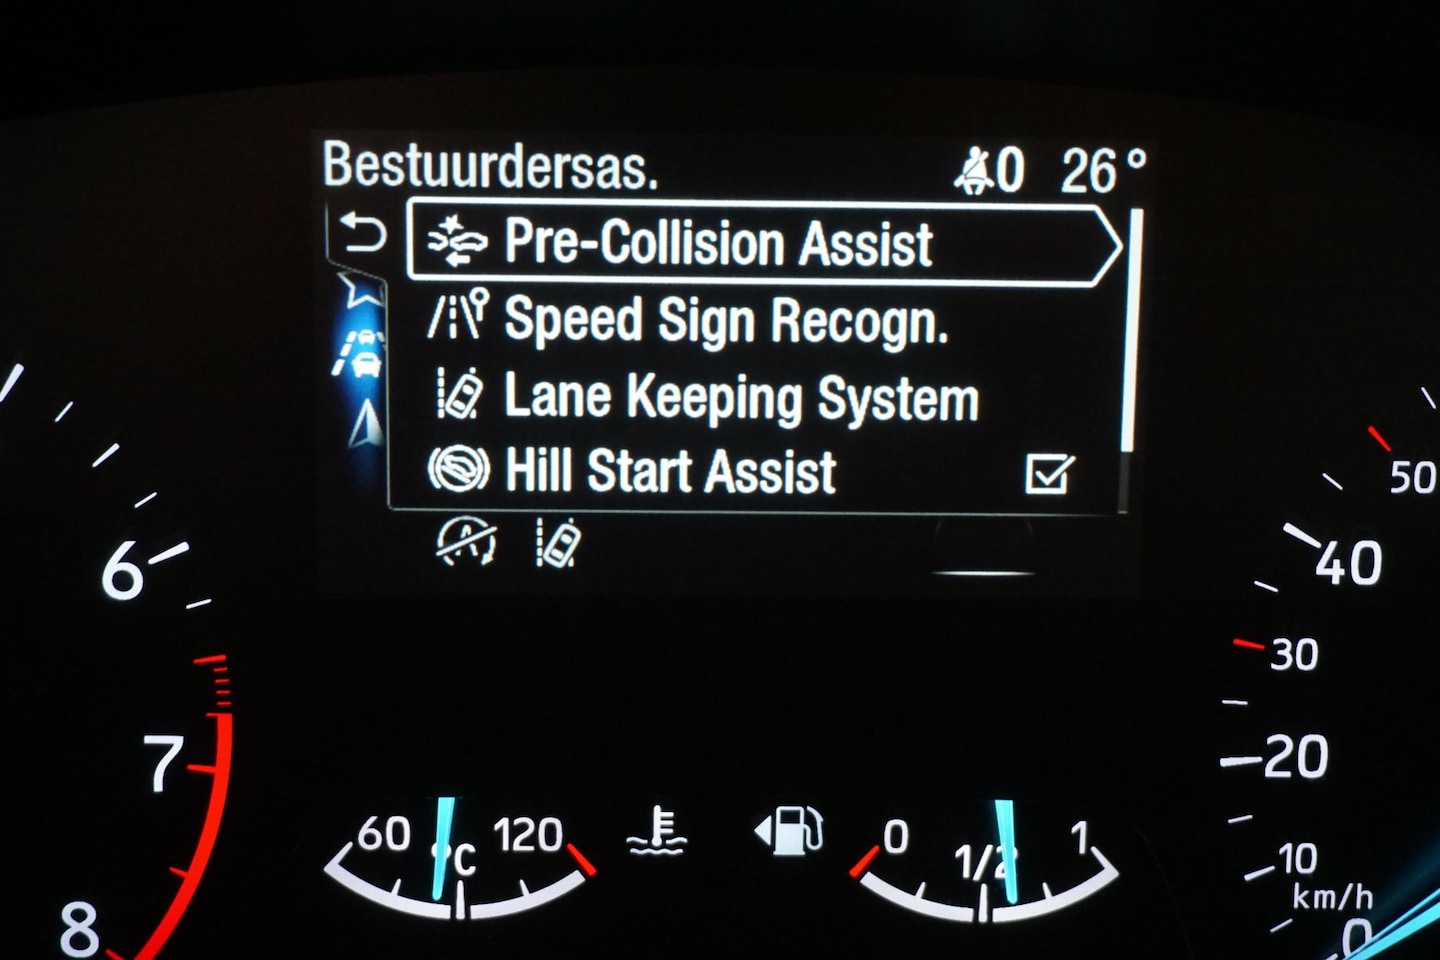 Bestuurdersas. 0 26°
Pre-Collision Assist
Speed Sign Recogn.
Lane Keeping System
Hill Start Assist
6
7
8
60 °C 120
0 1/2 1
50
40
30
20
10
km/h
0